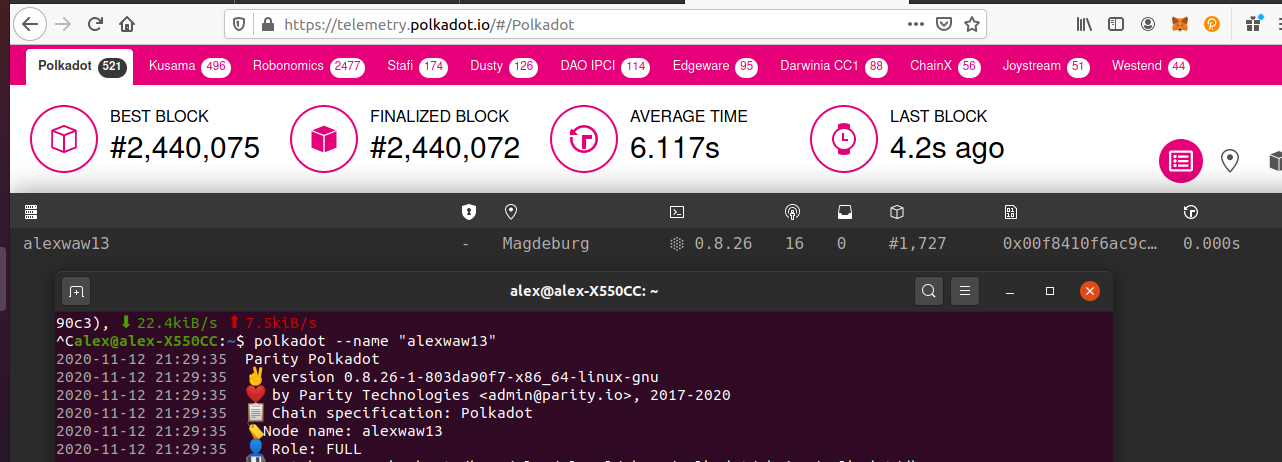 https://telemetry.polkadot.io/#/Polkadot
Polkadot 521 Kusama 496 Robonomics 2477 Stafi 174 Dusty 126 DAO IPCI 114 Edgeware 95 Darwinia CC1 88 ChainX 56 Joystream 51 Westend 44
BEST BLOCK
#2,440,075
FINALIZED BLOCK
#2,440,072
AVERAGE TIME
6.117s
LAST BLOCK
4.2s ago
alexwaw13 - Magdeburg 0.8.26 16 0 #1,727 0x00f8410f6ac9c… 0.000s
alex@alex-X550CC: ~
90c3), ⬇ 22.4kiB/s ⬆ 7.5kiB/s
^Calex@alex-X550CC:~$ polkadot --name "alexwaw13"
2020-11-12 21:29:35 Parity Polkadot
2020-11-12 21:29:35 ✌️ version 0.8.26-1-803da90f7-x86_64-linux-gnu
2020-11-12 21:29:35 ❤️ by Parity Technologies <admin@parity.io>, 2017-2020
2020-11-12 21:29:35 📋 Chain specification: Polkadot
2020-11-12 21:29:35 🏷 Node name: alexwaw13
2020-11-12 21:29:35 👤 Role: FULL